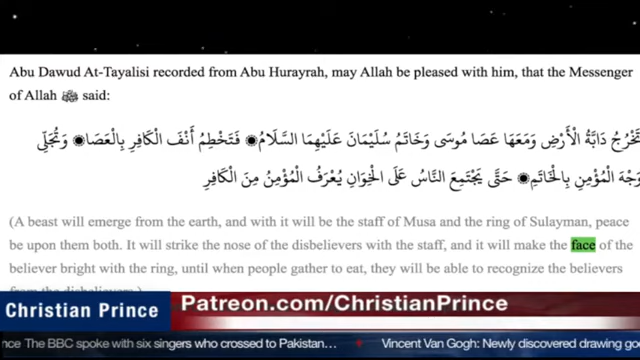 Abu Dawud At-Tayalisi recorded from Abu Hurayrah, may Allah be pleased with him, that the Messenger
of Allah ﷺ said:
تَخْرُجُ دَابَّةُ الْأَرْضِ وَمَعَهَا عَصَا مُوسَى وَخَاتَمُ سُلَيْمَانَ عَلَيْهِمَا السَّلَامُ ۞ فَتَخْطِمُ أَنْفَ الْكَافِرِ بِالْعَصَا ۞ وَتُجَلِّي
وَجْهَ الْمُؤْمِنِ بِالْخَاتَمِ ۞ حَتَّى يَجْتَمِعَ النَّاسُ عَلَى الْخِوَانِ يُعْرَفُ الْمُؤْمِنُ مِنَ الْكَافِرِ
(A beast will emerge from the earth, and with it will be the staff of Musa and the ring of Sulayman, peace
be upon them both. It will strike the nose of the disbelievers with the staff, and it will make the face of the
believer bright with the ring, until when people gather to eat, they will be able to recognize the believers
from the disbelievers.)
Christian Prince
Patreon.com/ChristianPrince
nce The BBC spoke with six singers who crossed to Pakistan...
Vincent Van Gogh: Newly discovered drawing go